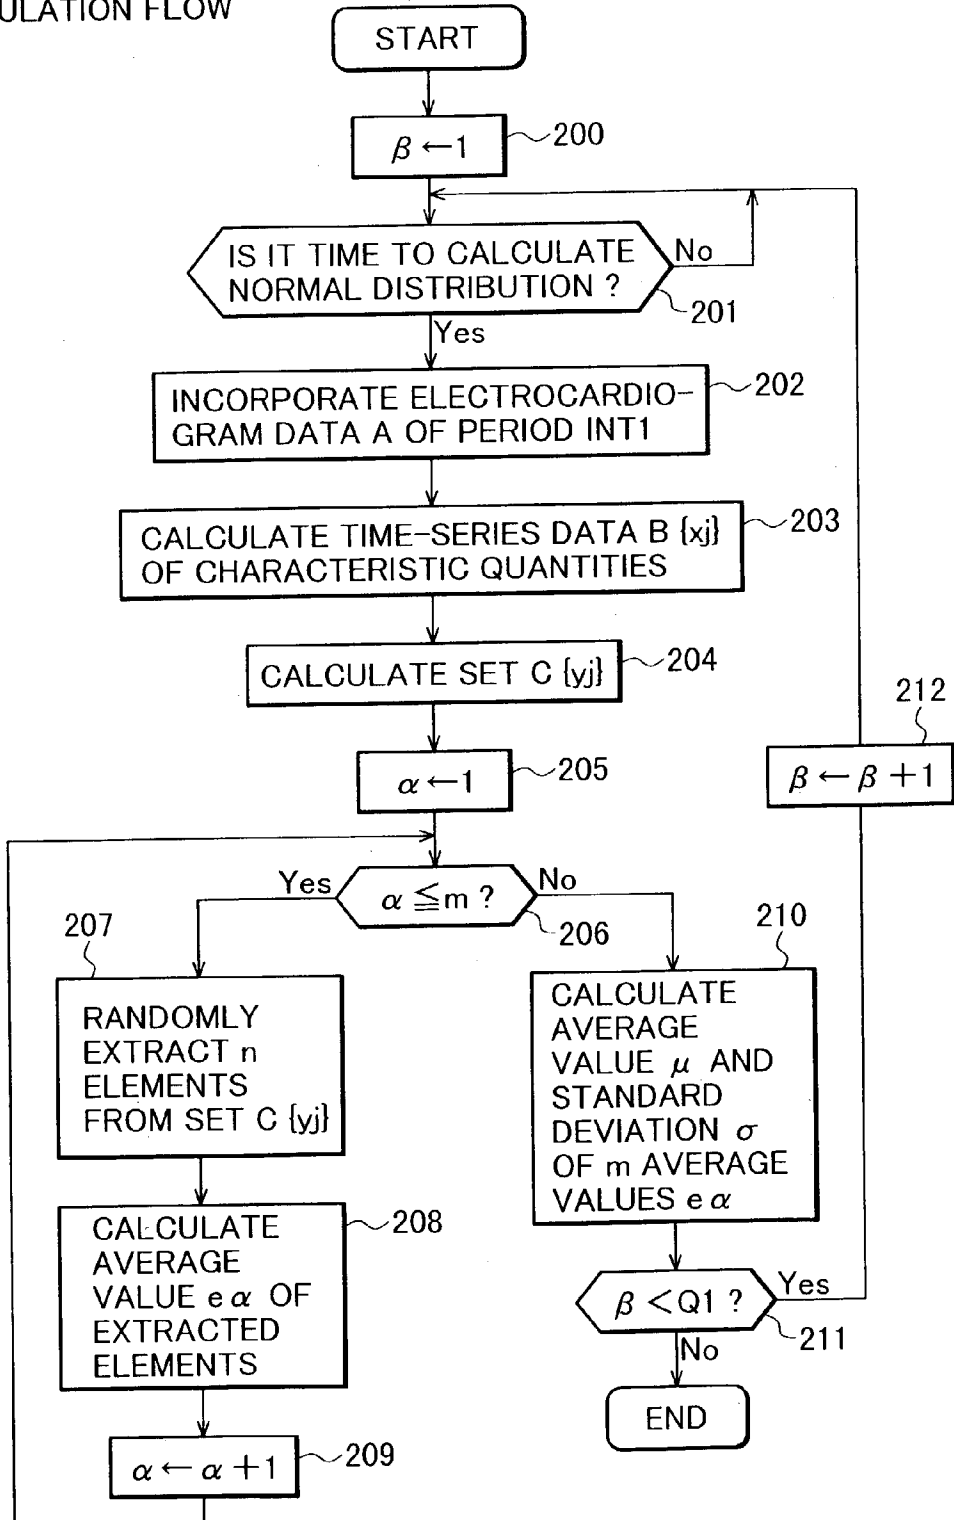 ULATION FLOW
START
β ←1
200
IS IT TIME TO CALCULATE
NORMAL DISTRIBUTION ?
No
201
Yes
INCORPORATE ELECTROCARDIO-
GRAM DATA A OF PERIOD INT1
202
CALCULATE TIME-SERIES DATA B {xj}
OF CHARACTERISTIC QUANTITIES
203
CALCULATE SET C {yj}
204
α ←1
205
212
β ← β +1
α ≦m ?
Yes
No
206
207
RANDOMLY
EXTRACT n
ELEMENTS
FROM SET C {yj}
CALCULATE
AVERAGE
VALUE e α OF
EXTRACTED
ELEMENTS
208
α ← α +1
209
210
CALCULATE
AVERAGE
VALUE μ AND
STANDARD
DEVIATION σ
OF m AVERAGE
VALUES e α
β <Q1 ?
Yes
211
No
END